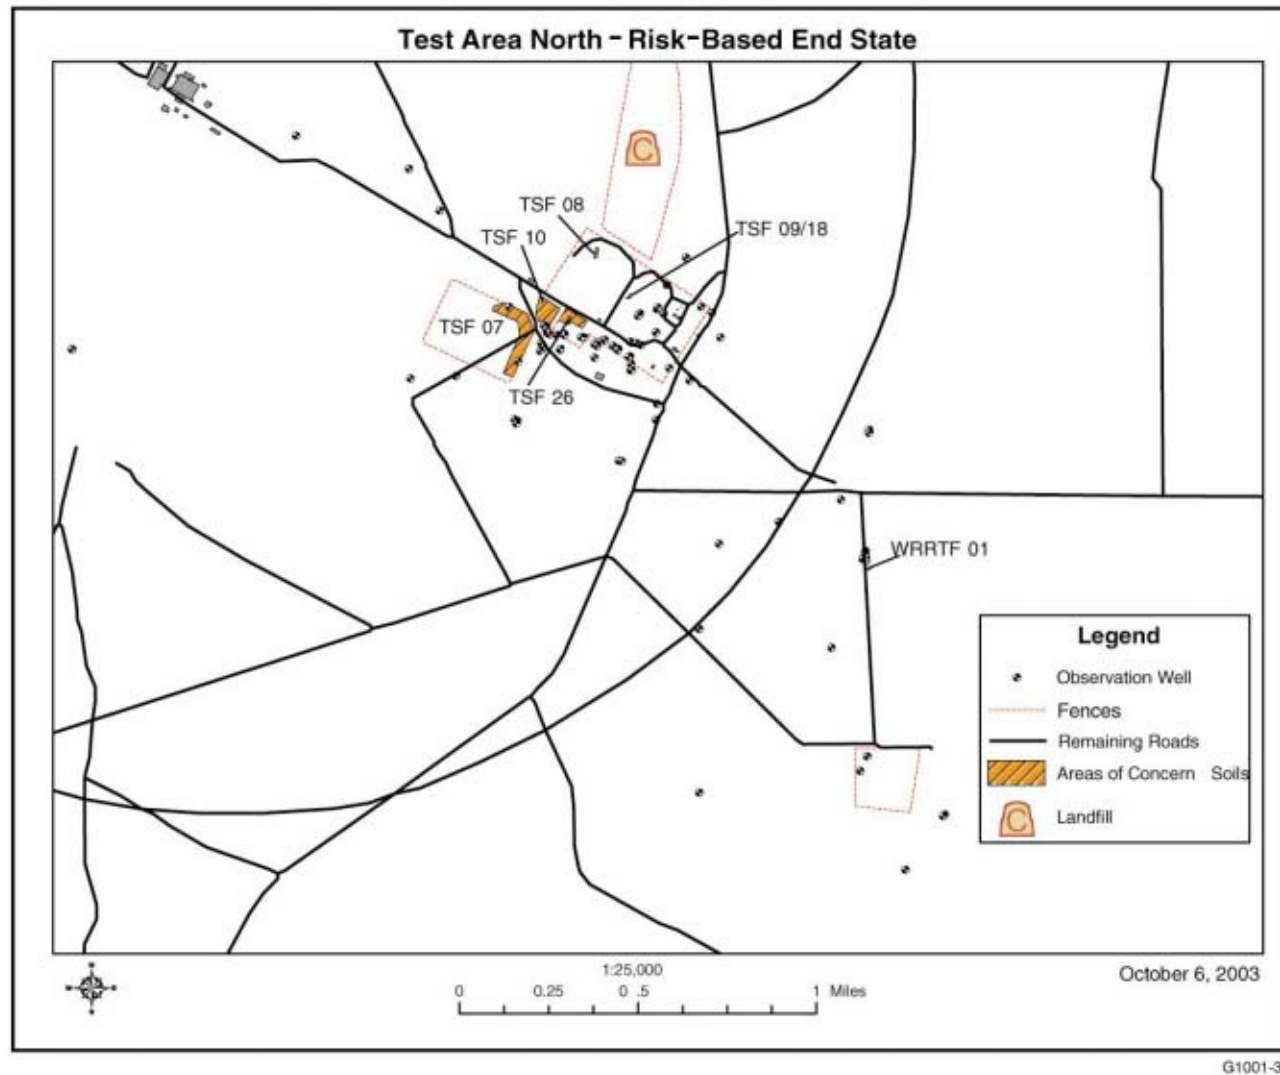 Test Area North - Risk-Based End State
C
TSF 08
TSF 09/18
TSF 10
TSF 07
TSF 26
WRRTF 01
Legend
Observation Well
Fences
Remaining Roads
Areas of Concern Soils
C Landfill
1:25,000
0 0.25 0 .5 1 Miles
October 6, 2003
G1001-3